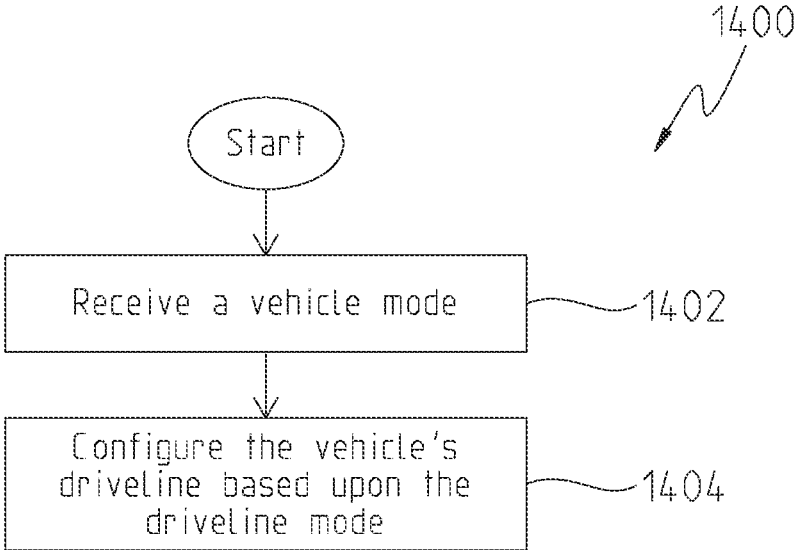 1400
Start
Receive a vehicle mode
1402
Configure the vehicle's
driveline based upon the
driveline mode
1404